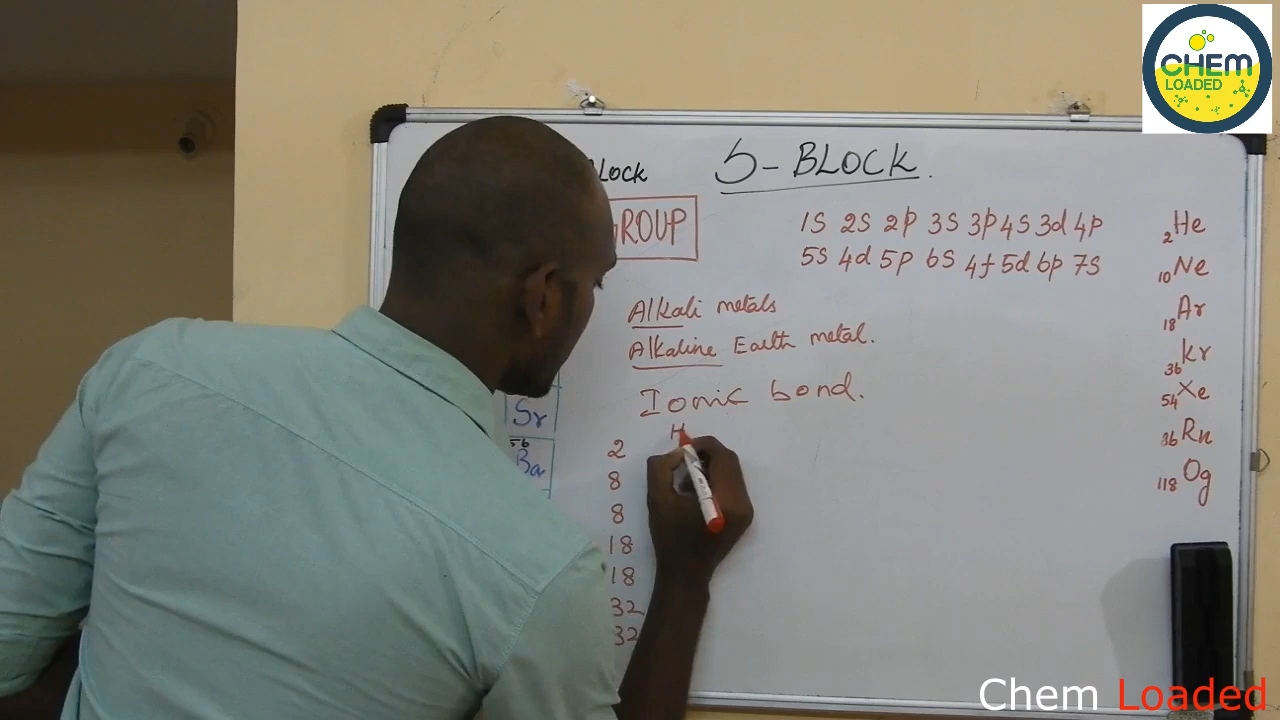 CHEM
LOADED
Lock S-BLOCK.
GROUP
1S 2S 2p 3S 3p 4S 3d 4p
5S 4d 5p 6S 4f 5d 6p 7S
2He
10Ne
18Ar
36Kr
54Xe
36Rn
118Og
Alkali metals
Alkaline Earth metal.
Ionic bond.
Sr
56
Ba
H
2
8
8
18
18
32
32
Chem Loaded